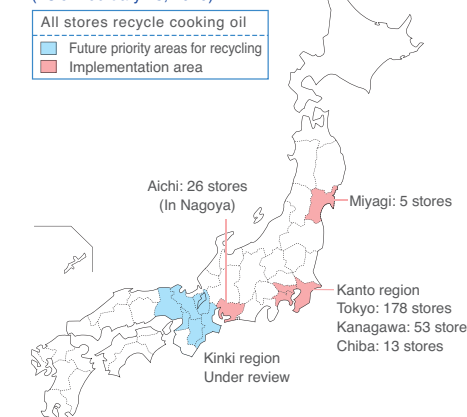 All stores recycle cooking oil
Future priority areas for recycling
Implementation area
Aichi: 26 stores
(In Nagoya)
Miyagi: 5 stores
Kanto region
Tokyo: 178 stores
Kanagawa: 53 store
Chiba: 13 stores
Kinki region
Under review